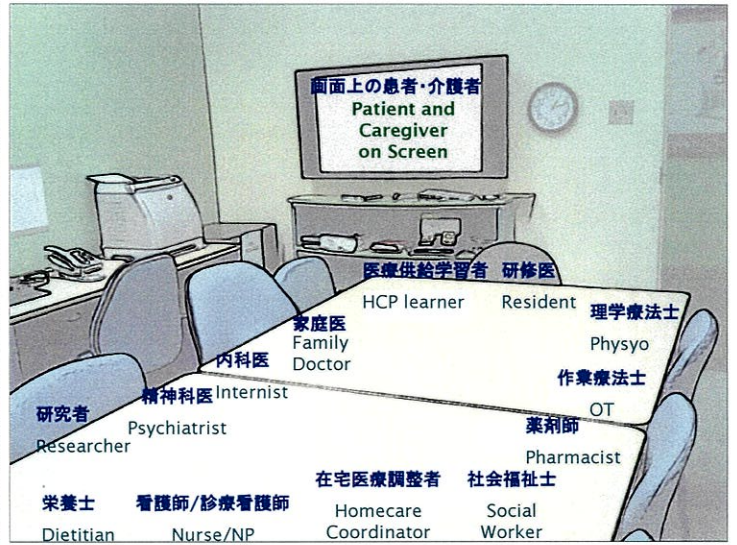 画面上の患者・介護者
Patient and
Caregiver
on Screen
医療供給学習者
HCP learner
研修医
Resident
理学療法士
Physyo
家庭医
Family
Doctor
作業療法士
OT
内科医
Internist
精神科医
Psychiatrist
研究者
Researcher
薬剤師
Pharmacist
栄養士
Dietitian
看護師/診療看護師
Nurse/NP
在宅医療調整者
Homecare
Coordinator
社会福祉士
Social
Worker